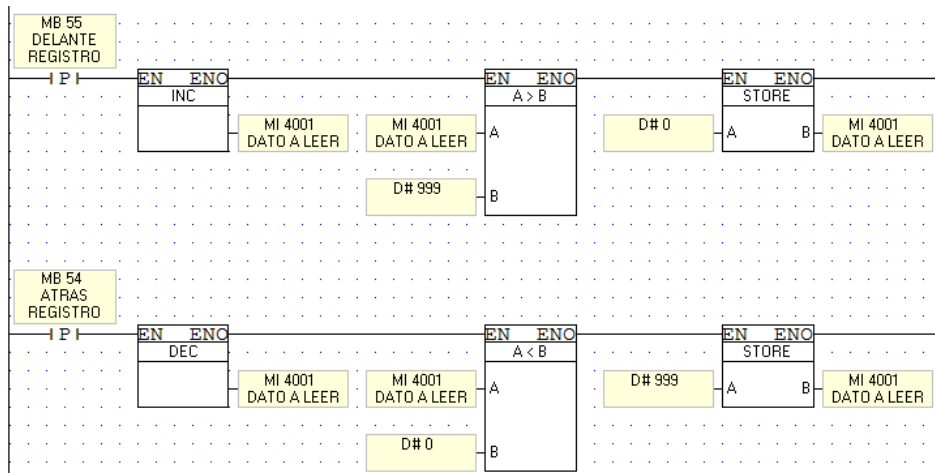 MB 55
DELANTE
REGISTRO
P
EN ENO
INC
MI 4001
DATO A LEER
MI 4001
DATO A LEER
D# 999
EN ENO
A > B
A
B
D# 0
EN ENO
STORE
A B
MI 4001
DATO A LEER
MB 54
ATRAS
REGISTRO
P
EN ENO
DEC
MI 4001
DATO A LEER
MI 4001
DATO A LEER
D# 0
EN ENO
A < B
A
B
D# 999
EN ENO
STORE
A B
MI 4001
DATO A LEER